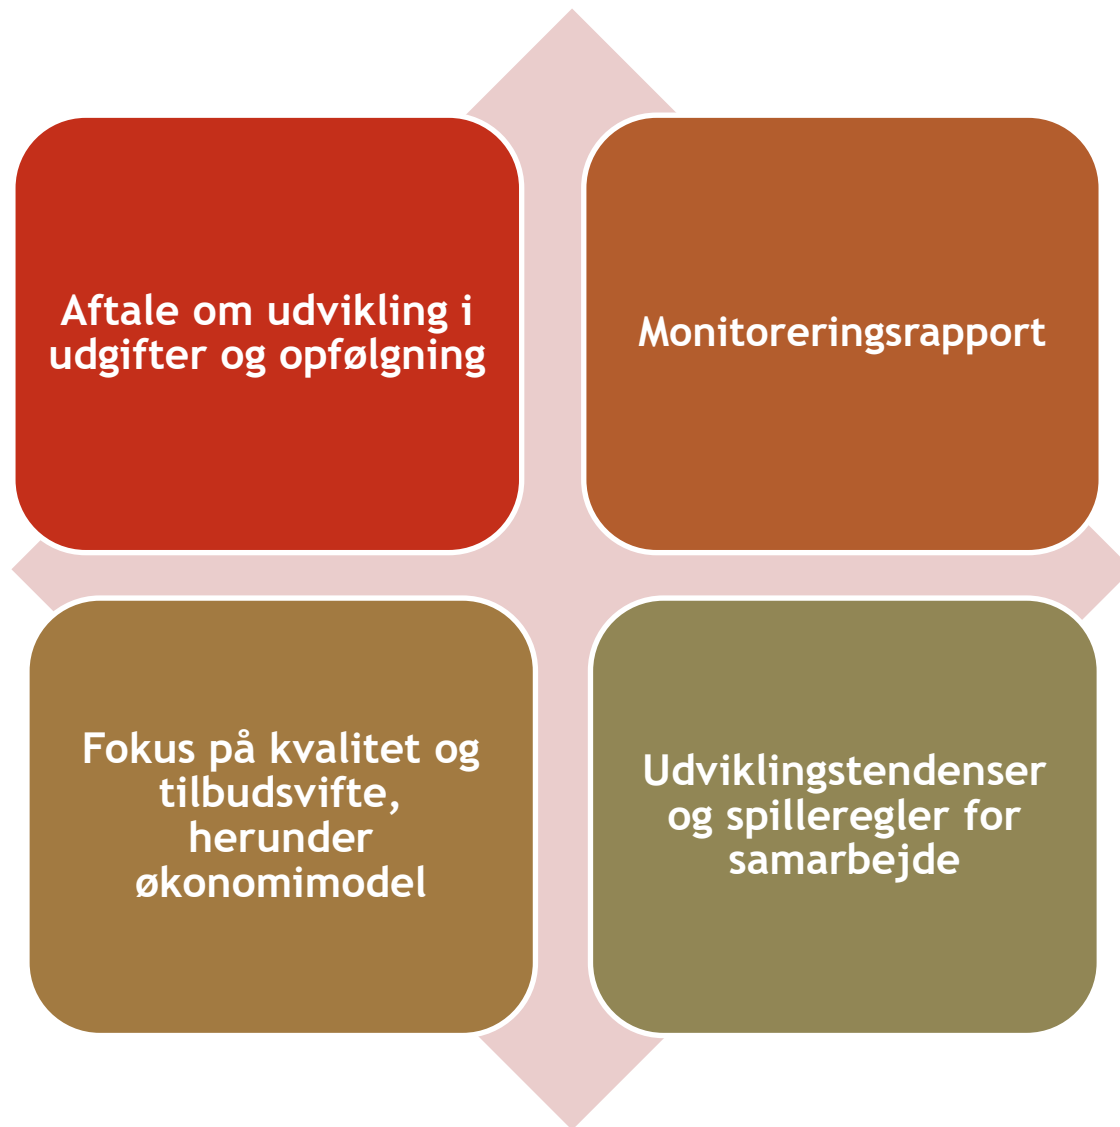 Aftale om udvikling i
udgifter og opfølgning
Monitoreringsrapport
Fokus på kvalitet og
tilbudsvifte,
herunder
økonomimodel
Udviklingstendenser
og spilleregler for
samarbejde